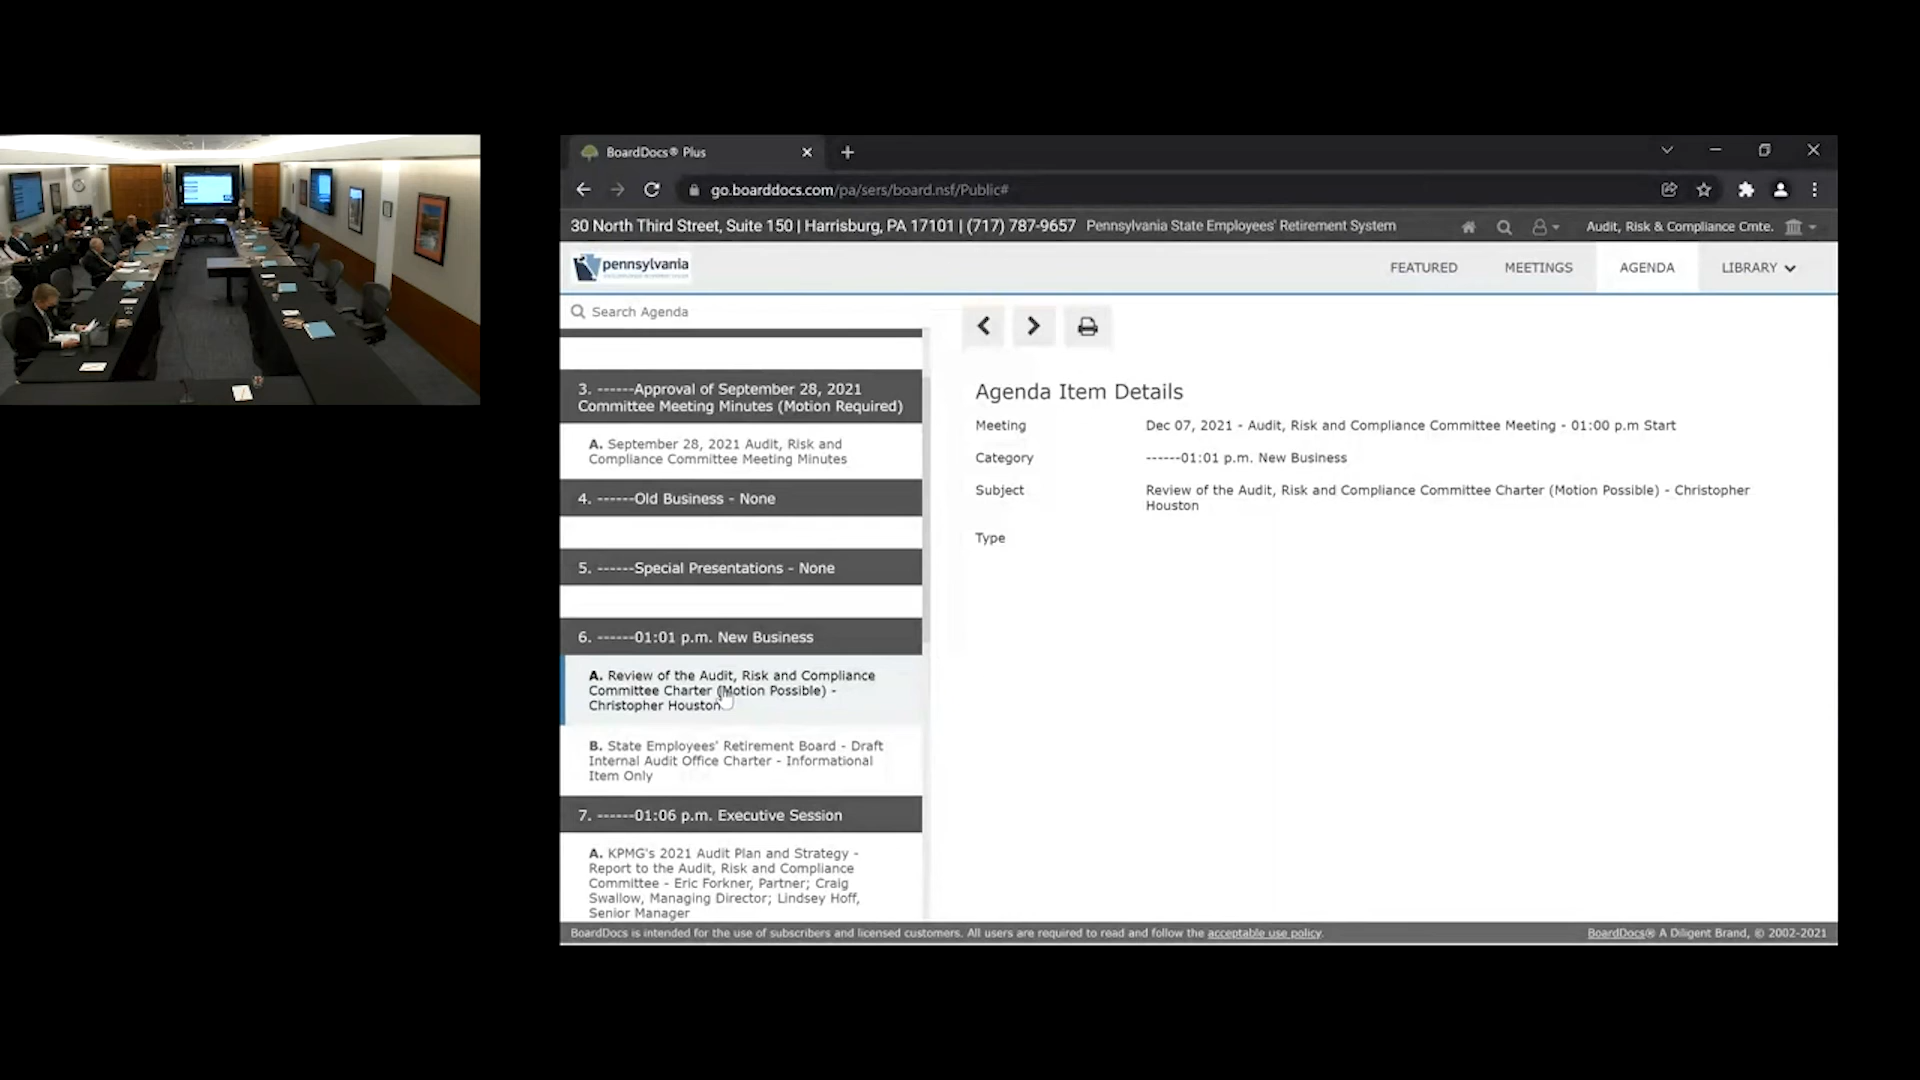 BoardDocs® Plus
go.boarddocs.com/pa/sers/board.nsf/Public#
30 North Third Street, Suite 150 | Harrisburg, PA 17101 | (717) 787-9657 Pennsylvania State Employees' Retirement System
Audit, Risk & Compliance Cmte.
pennsylvania
FEATURED
MEETINGS
AGENDA
LIBRARY
Search Agenda
3. ------Approval of September 28, 2021
Committee Meeting Minutes (Motion Required)
A. September 28, 2021 Audit, Risk and
Compliance Committee Meeting Minutes
4. ------Old Business - None
5. ------Special Presentations - None
6. ------01:01 p.m. New Business
A. Review of the Audit, Risk and Compliance
Committee Charter (Motion Possible) -
Christopher Houston
B. State Employees' Retirement Board - Draft
Internal Audit Office Charter - Informational
Item Only
7. ------01:06 p.m. Executive Session
A. KPMG's 2021 Audit Plan and Strategy -
Report to the Audit, Risk and Compliance
Committee - Eric Forkner, Partner; Craig
Swallow, Managing Director; Lindsey Hoff,
Senior Manager
Agenda Item Details
Meeting
Dec 07, 2021 - Audit, Risk and Compliance Committee Meeting - 01:00 p.m Start
Category
------01:01 p.m. New Business
Subject
Review of the Audit, Risk and Compliance Committee Charter (Motion Possible) - Christopher
Houston
Type
BoardDocs is intended for the use of subscribers and licensed customers. All users are required to read and follow the acceptable use policy.
BoardDocs® A Diligent Brand, © 2002-2021